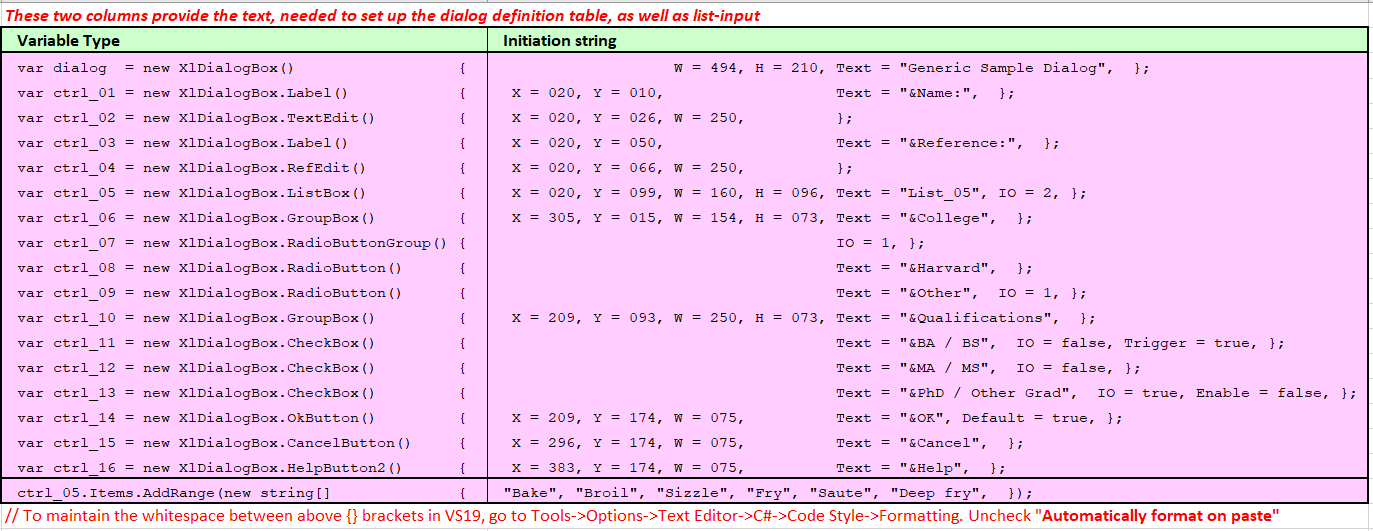 These two columns provide the text, needed to set up the dialog definition table, as well as list-input
Variable Type Initiation string
var dialog = new XlDialogBox() { W = 494, H = 210, Text = "Generic Sample Dialog", };
var ctrl_01 = new XlDialogBox.Label() { X = 020, Y = 010, Text = "&Name:", };
var ctrl_02 = new XlDialogBox.TextEdit() { X = 020, Y = 026, W = 250, };
var ctrl_03 = new XlDialogBox.Label() { X = 020, Y = 050, Text = "&Reference:", };
var ctrl_04 = new XlDialogBox.RefEdit() { X = 020, Y = 066, W = 250, };
var ctrl_05 = new XlDialogBox.ListBox() { X = 020, Y = 099, W = 160, H = 096, Text = "List_05", IO = 2, };
var ctrl_06 = new XlDialogBox.GroupBox() { X = 305, Y = 015, W = 154, H = 073, Text = "&College", };
var ctrl_07 = new XlDialogBox.RadioButtonGroup() { IO = 1, };
var ctrl_08 = new XlDialogBox.RadioButton() { Text = "&Harvard", };
var ctrl_09 = new XlDialogBox.RadioButton() { Text = "&Other", IO = 1, };
var ctrl_10 = new XlDialogBox.GroupBox() { X = 209, Y = 093, W = 250, H = 073, Text = "&Qualifications", };
var ctrl_11 = new XlDialogBox.CheckBox() { Text = "&BA / BS", IO = false, Trigger = true, };
var ctrl_12 = new XlDialogBox.CheckBox() { Text = "&MA / MS", IO = false, };
var ctrl_13 = new XlDialogBox.CheckBox() { Text = "&PhD / Other Grad", IO = true, Enable = false, };
var ctrl_14 = new XlDialogBox.OkButton() { X = 209, Y = 174, W = 075, Text = "&OK", Default = true, };
var ctrl_15 = new XlDialogBox.CancelButton() { X = 296, Y = 174, W = 075, Text = "&Cancel", };
var ctrl_16 = new XlDialogBox.HelpButton2() { X = 383, Y = 174, W = 075, Text = "&Help", };
ctrl_05.Items.AddRange(new string[] { "Bake", "Broil", "Sizzle", "Fry", "Saute", "Deep fry", });
// To maintain the whitespace between above {} brackets in VS19, go to Tools->Options->Text Editor->C#->Code Style->Formatting. Uncheck "Automatically format on paste"